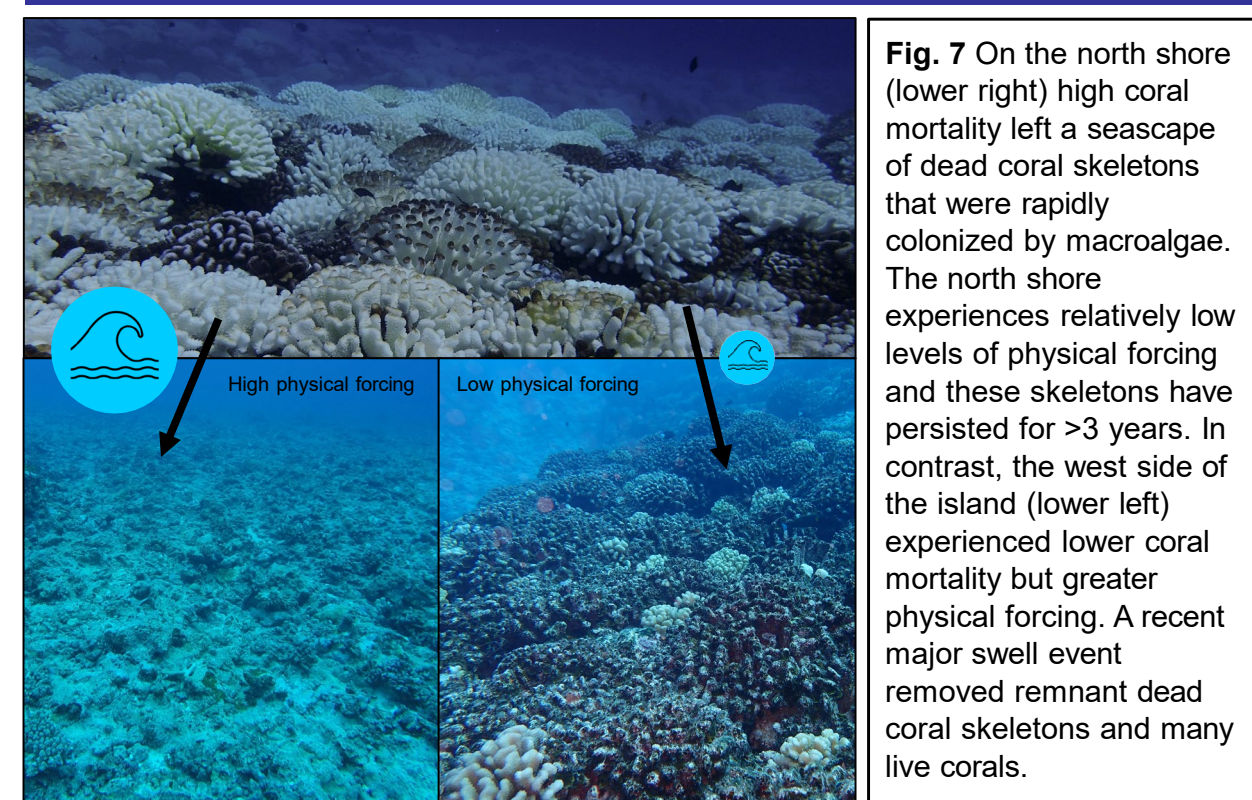 High physical forcing
Low physical forcing
Fig. 7 On the north shore
(lower right) high coral
mortality left a seascape
of dead coral skeletons
that were rapidly
colonized by macroalgae.
The north shore
experiences relatively low
levels of physical forcing
and these skeletons have
persisted for >3 years. In
contrast, the west side of
the island (lower left)
experienced lower coral
mortality but greater
physical forcing. A recent
major swell event
removed remnant dead
coral skeletons and many
live corals.